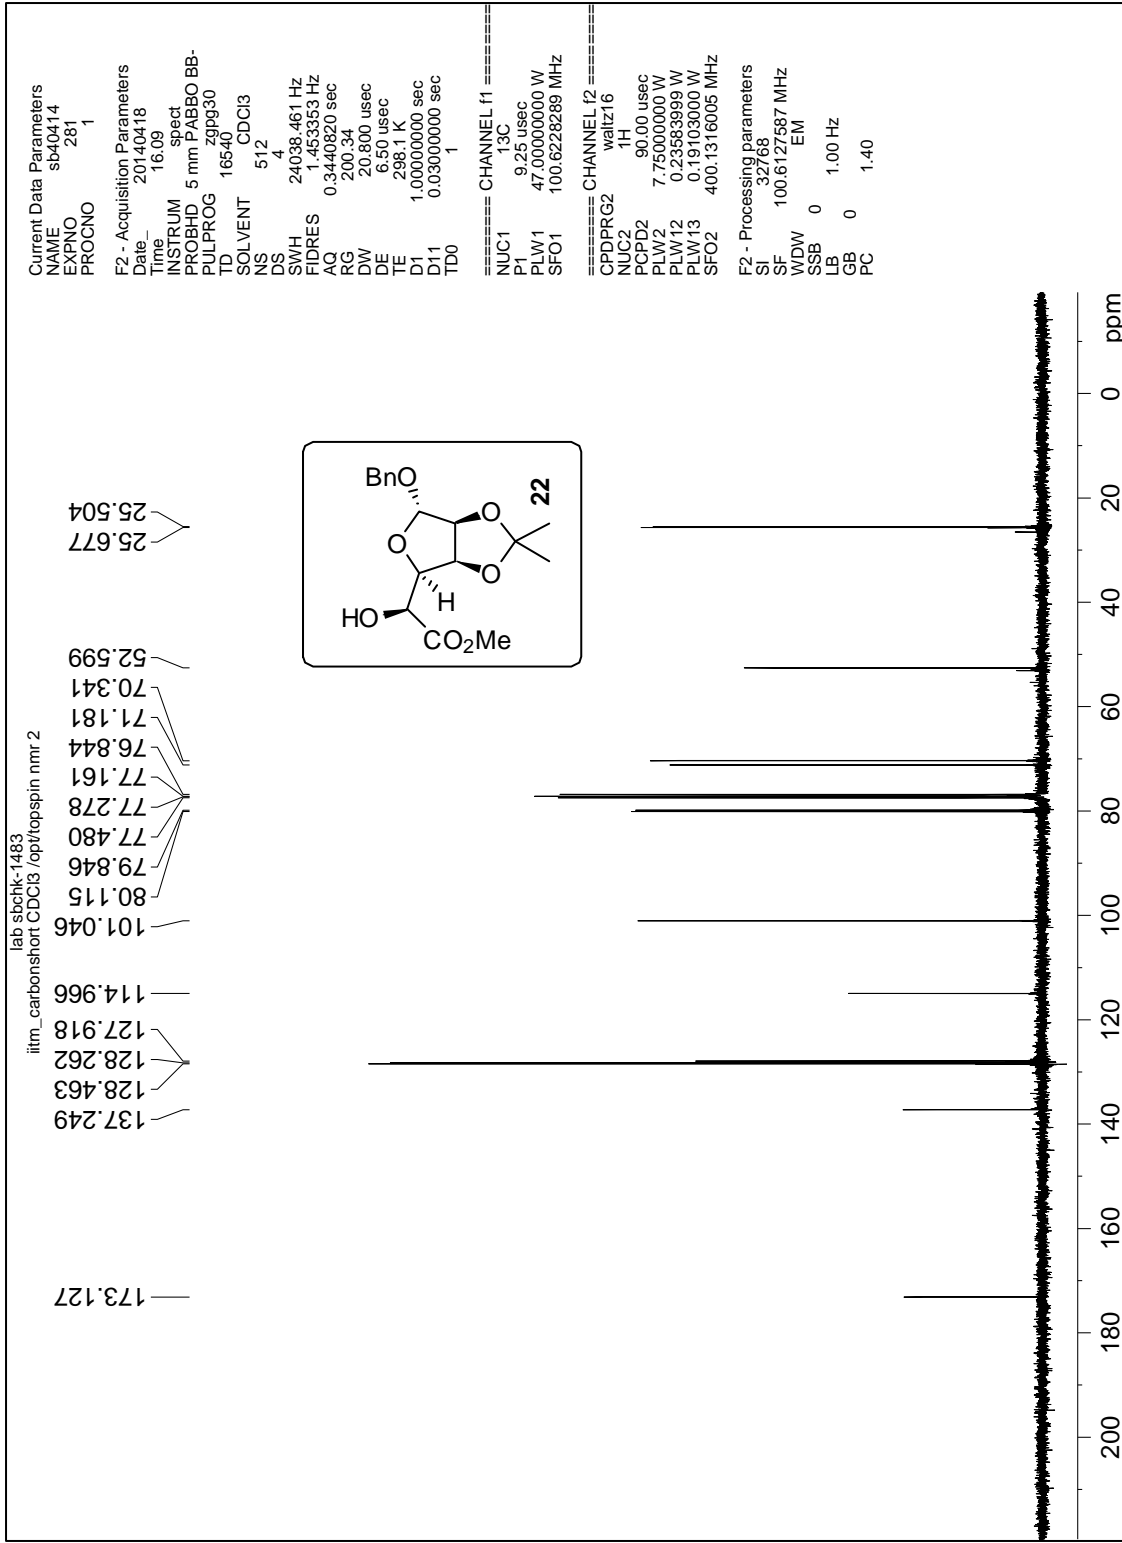 lab sbchk-1483
iitm_carbonshort CDCl3 /opt/topspin nmr 2
173.127
137.249
128.463
128.262
127.918
114.966
101.046
80.115
79.846
77.480
77.278
77.161
76.844
71.181
70.341
52.599
25.677
25.504
HO
CO2Me
H
O
BnO
O
O
22
200
180
160
140
120
100
80
60
40
20
0
ppm
Current Data Parameters
NAME sb40414
EXPNO 281
PROCNO 1
F2 - Acquisition Parameters
Date_ 20140418
Time 16.09
INSTRUM spect
PROBHD 5 mm PABBO BB-
PULPROG zgpg30
TD 16540
SOLVENT CDCl3
NS 512
DS 4
SWH 24038.461 Hz
FIDRES 1.453353 Hz
AQ 0.3440820 sec
RG 200.34
DW 20.800 usec
DE 6.50 usec
TE 298.1 K
D1 1.00000000 sec
D11 0.03000000 sec
TD0 1
======== CHANNEL f1 ========
NUC1 13C
P1 9.25 usec
PLW1 47.00000000 W
SFO1 100.6228289 MHz
======== CHANNEL f2 ========
CPDPRG2 waltz16
NUC2 1H
PCPD2 90.00 usec
PLW2 7.75000000 W
PLW12 0.23583999 W
PLW13 0.19103000 W
SFO2 400.1316005 MHz
F2 - Processing parameters
SI 32768
SF 100.6127587 MHz
WDW EM
SSB 0
LB 1.00 Hz
GB 0
PC 1.40